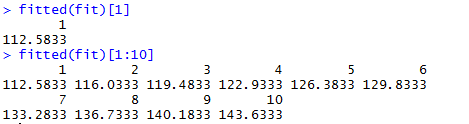 > fitted(fit)[1]
1
112.5833
> fitted(fit)[1:10]
1 2 3 4 5 6
112.5833 116.0333 119.4833 122.9333 126.3833 129.8333
7 8 9 10
133.2833 136.7333 140.1833 143.6333